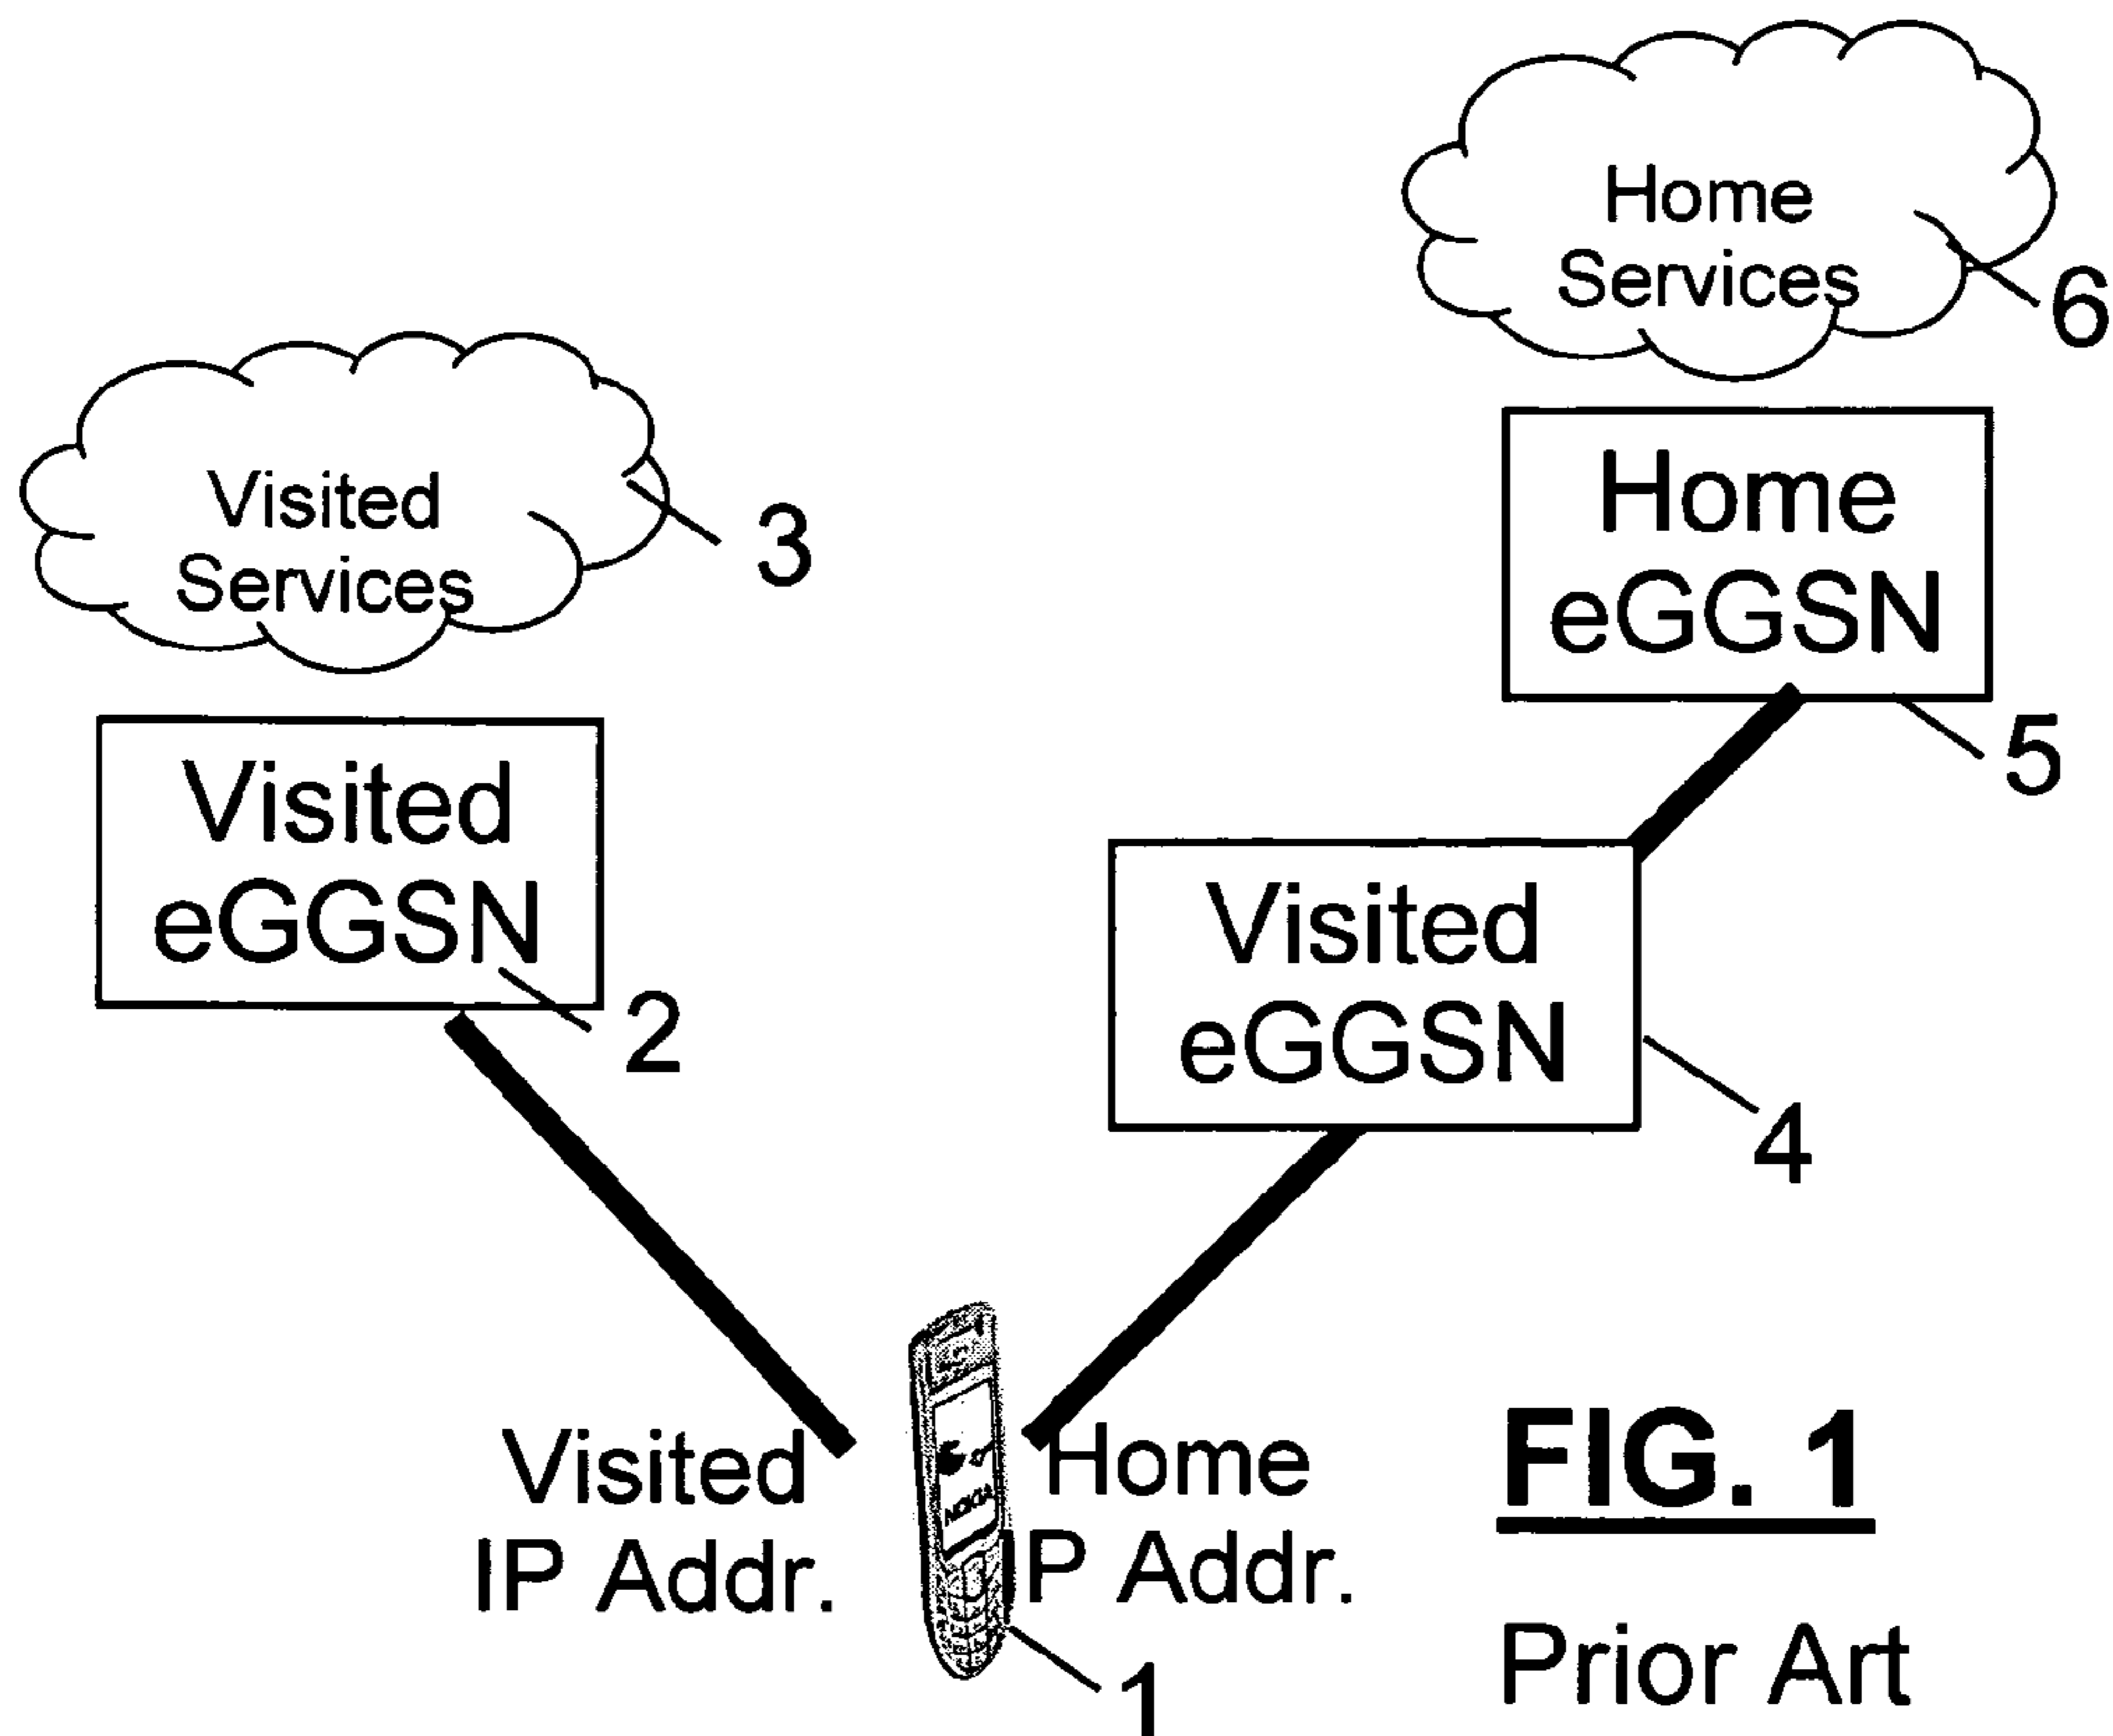 Home
Services
6
Visited
Services
3
Home
eGGSN
5
Visited
eGGSN
2
Visited
eGGSN
4
Visited
IP Addr.
Home
IP Addr.
1
NOKIA
FIG. 1
Prior Art